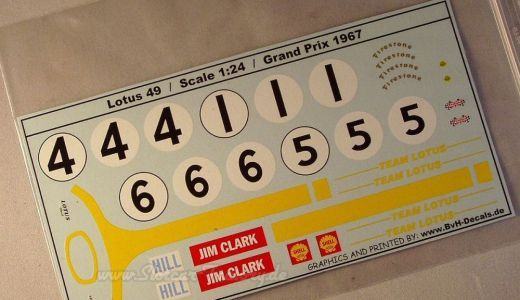 Lotus 49 / Scale 1:24 / Grand Prix 1967
Firestone
Firestone
Firestone
Firestone
4 4 4 1 1 1
6 6 6 5 5 5
TEAM LOTUS
TEAM LOTUS
TEAM LOTUS
TEAM LOTUS
LOTUS
HILL
HILL
JIM CLARK
JIM CLARK
SHELL
SHELL
GRAPHICS AND PRINTED BY: www.BvH-Decals.de